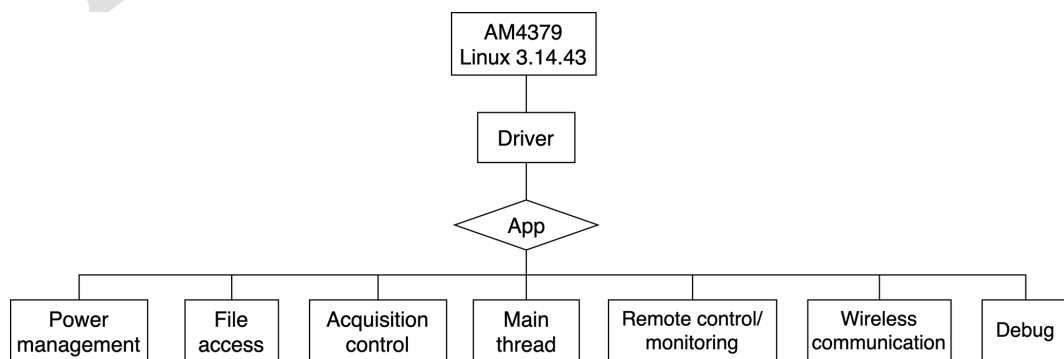 AM4379
Linux 3.14.43
Driver
App
Power
management
File
access
Acquisition
control
Main
thread
Remote control/
monitoring
Wireless
communication
Debug